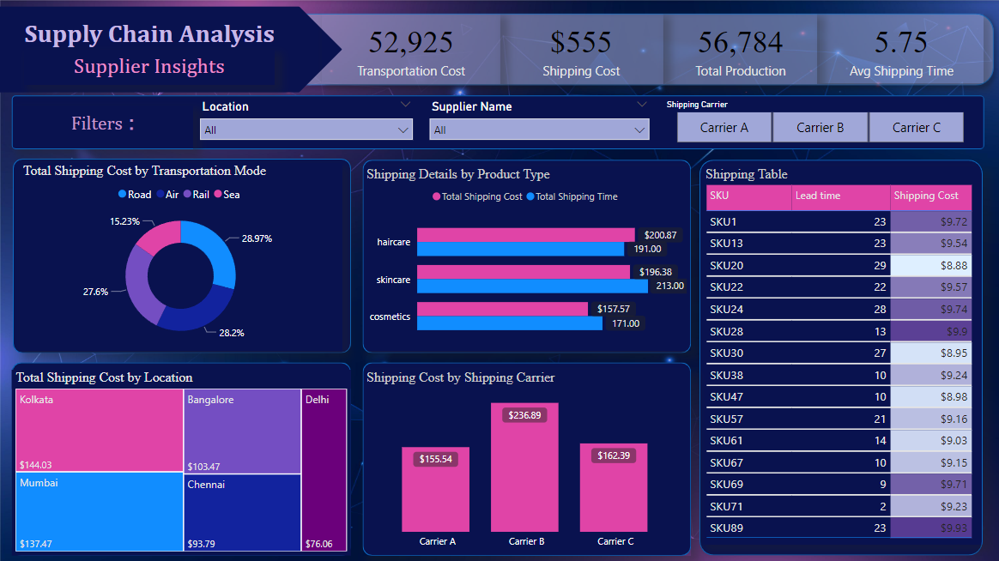 Supply Chain Analysis
Supplier Insights
52,925
Transportation Cost
$555
Shipping Cost
56,784
Total Production
5.75
Avg Shipping Time
Filters :
Location
All
Supplier Name
All
Shipping Carrier
Carrier A
Carrier B
Carrier C
Total Shipping Cost by Transportation Mode
Road Air Rail Sea
15.23%
28.97%
27.6%
28.2%
Shipping Details by Product Type
Total Shipping Cost Total Shipping Time
haircare
$200.87
191.00
skincare
$196.38
213.00
cosmetics
$157.57
171.00
Shipping Table
SKU Lead time Shipping Cost
SKU1 23 $9.72
SKU13 23 $9.54
SKU20 29 $8.88
SKU22 22 $9.57
SKU24 28 $9.74
SKU28 13 $9.9
SKU30 27 $8.95
SKU38 10 $9.24
SKU47 10 $8.98
SKU57 21 $9.16
SKU61 14 $9.03
SKU67 10 $9.15
SKU69 9 $9.71
SKU71 2 $9.23
SKU89 23 $9.93
Total Shipping Cost by Location
Kolkata
$144.03
Mumbai
$137.47
Bangalore
$103.47
Chennai
$93.79
Delhi
$76.06
Shipping Cost by Shipping Carrier
$155.54
$236.89
$162.39
Carrier A
Carrier B
Carrier C